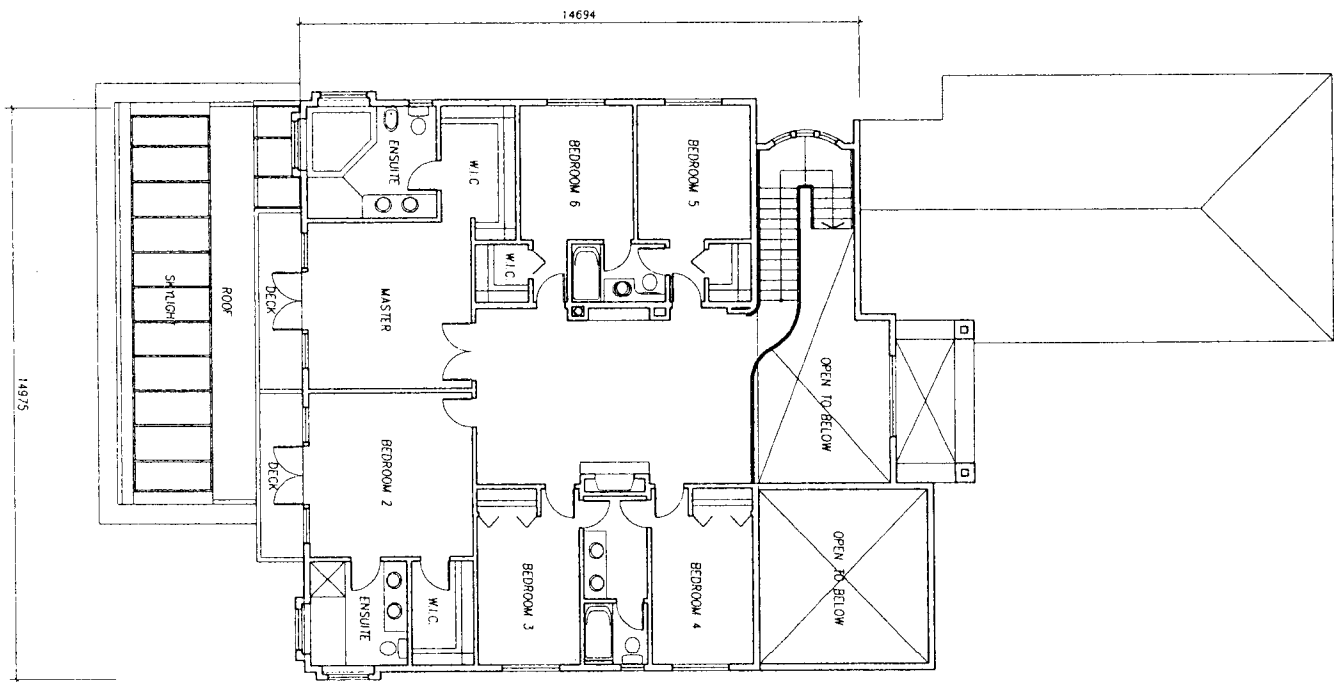 14694
14975
SKYLIGHT
ROOF
DECK
DECK
ENSUITE
W.I.C
W.I.C
MASTER
BEDROOM 6
BEDROOM 5
OPEN TO BELOW
BEDROOM 2
ENSUITE
W.I.C.
BEDROOM 3
BEDROOM 4
OPEN TO BELOW